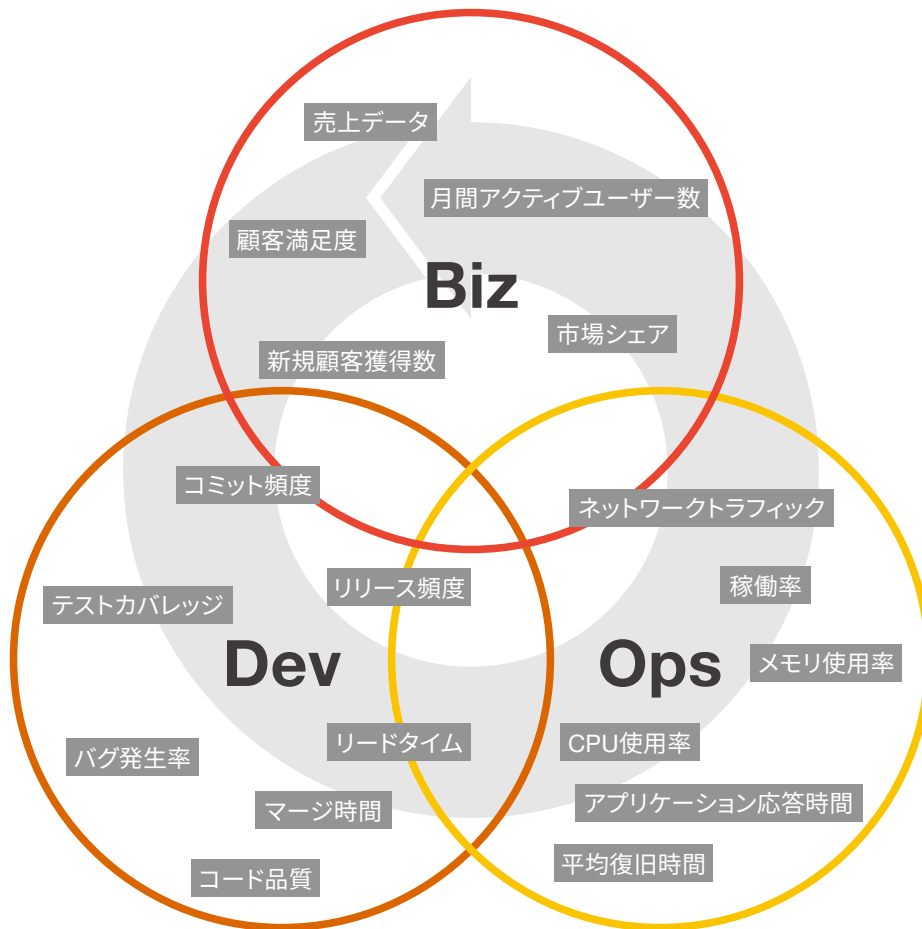 売上データ
月間アクティブユーザー数
顧客満足度
Biz
市場シェア
新規顧客獲得数
コミット頻度
ネットワークトラフィック
リリース頻度
稼働率
テストカバレッジ
Dev
Ops
メモリ使用率
リードタイム
CPU使用率
バグ発生率
マージ時間
アプリケーション応答時間
平均復旧時間
コード品質